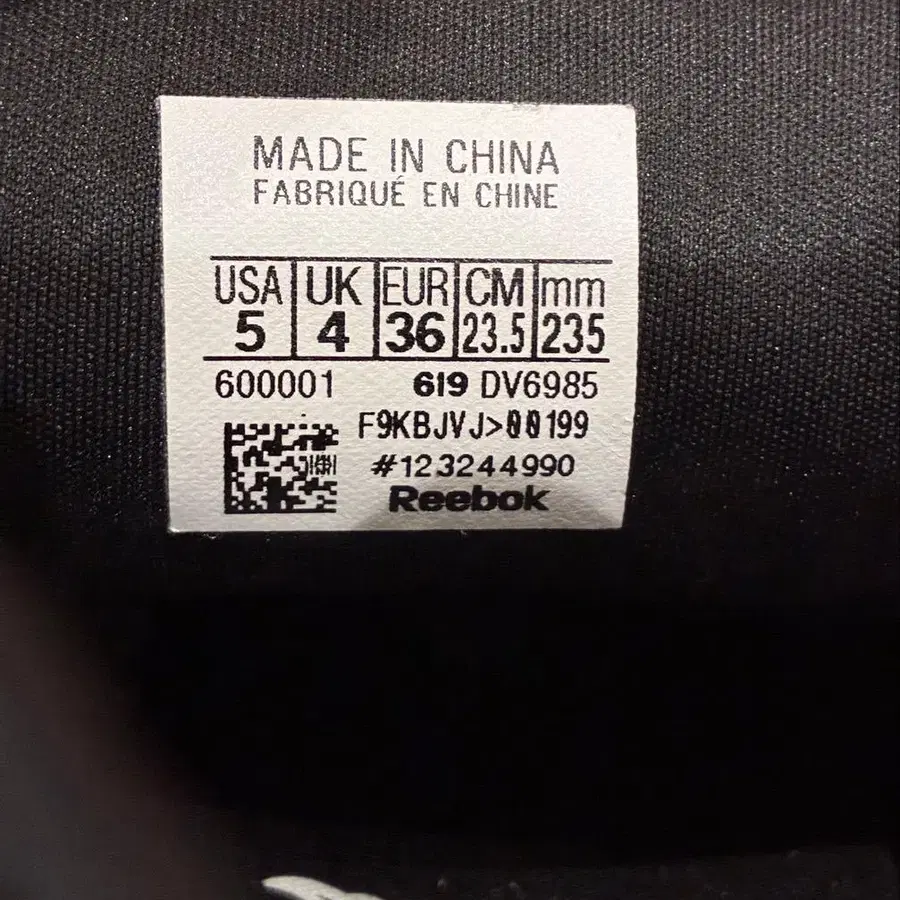 MADE IN CHINA
FABRIQUÉ EN CHINE
USA UK EUR CM mm
5 4 36 23.5 235
600001 619 DV6985
F9KBJVJ>00199
#123244990
Reebok